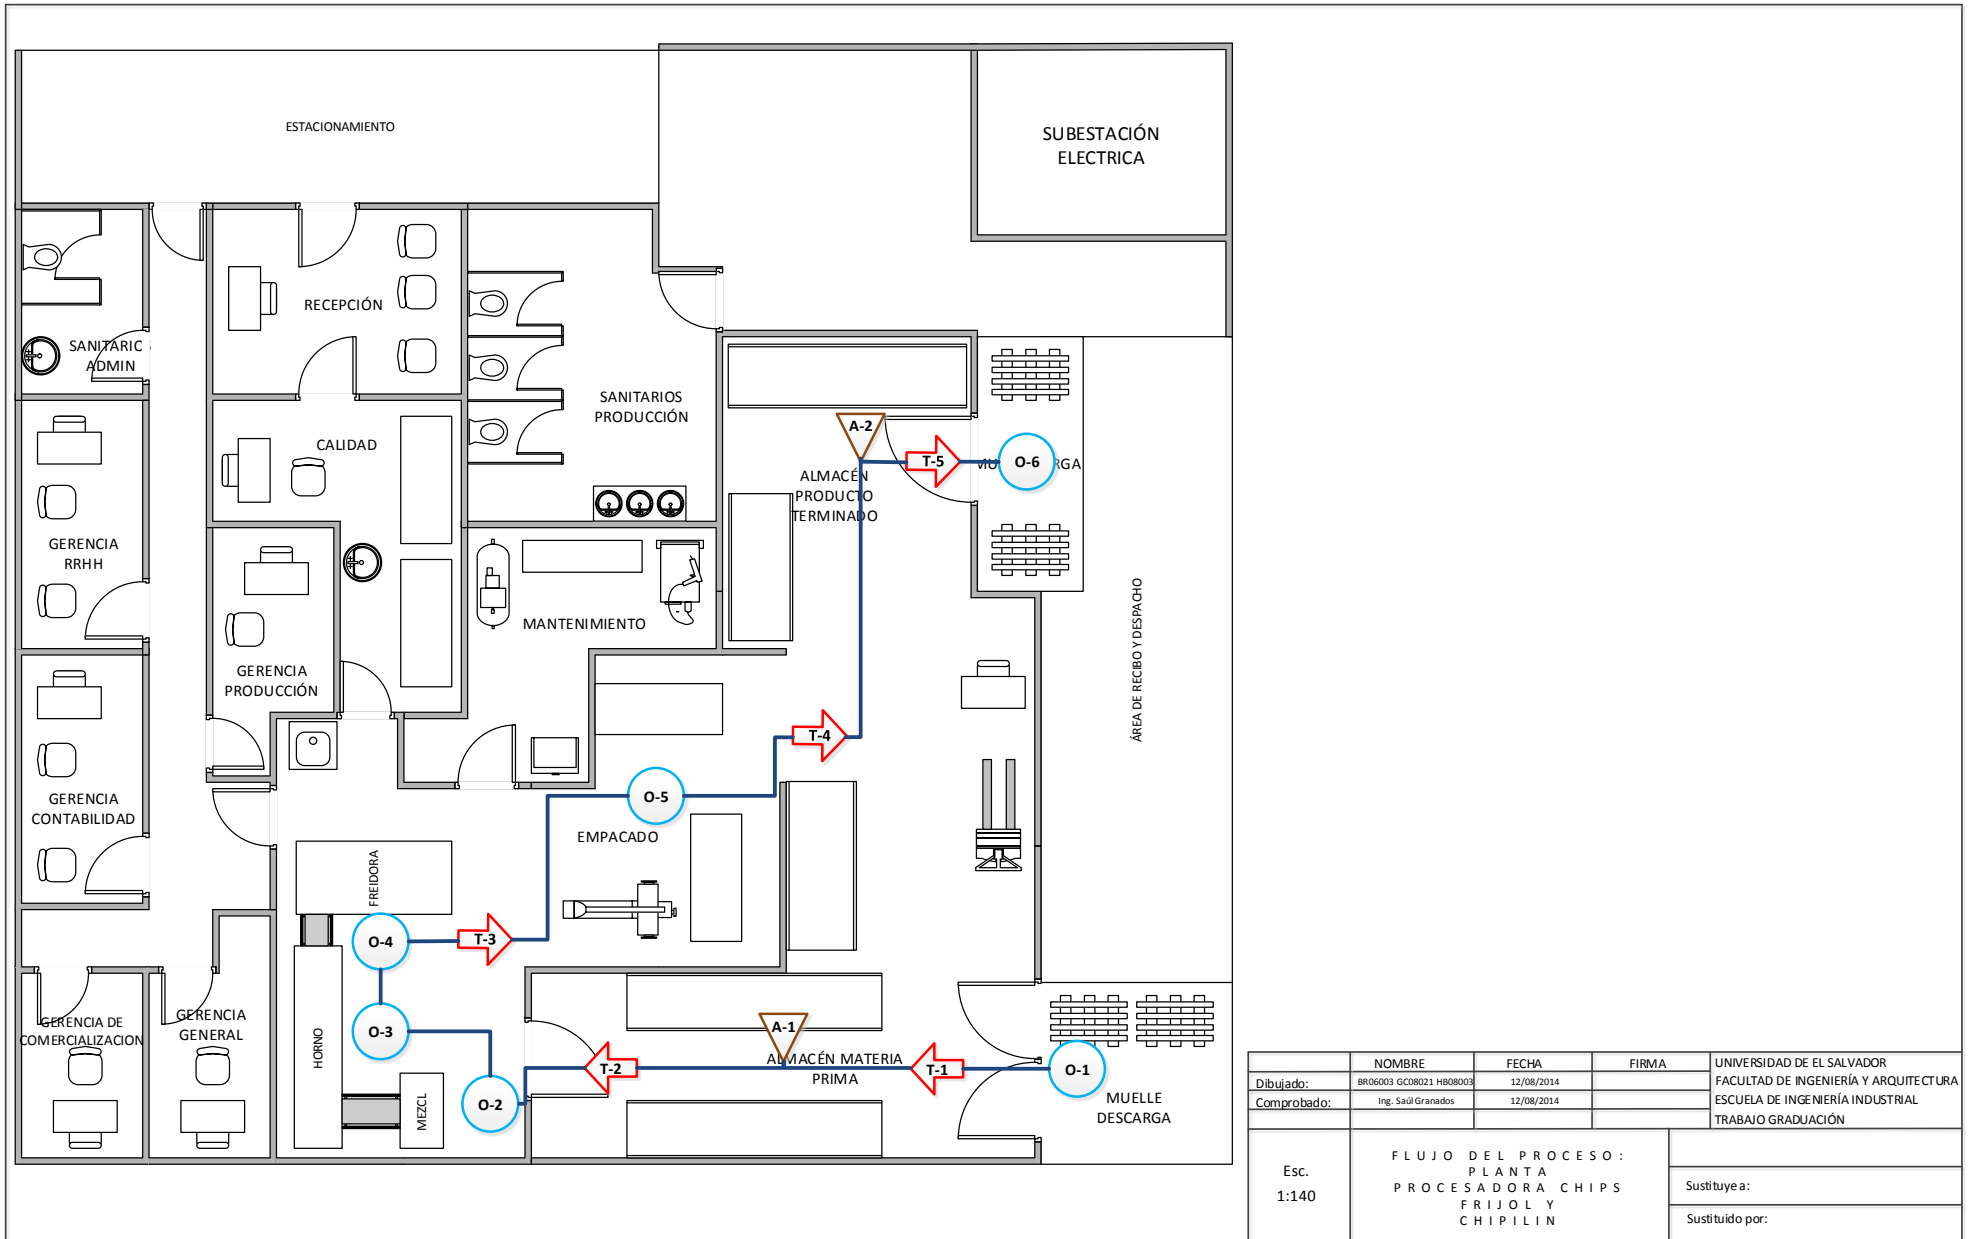 ESTACIONAMIENTO
SUBESTACIÓN
ELECTRICA
RECEPCIÓN
SANITARIO
ADMIN
SANITARIOS
PRODUCCIÓN
CALIDAD
A-2
T-5
O-6
ALMACÉN
PRODUCTO
TERMINADO
GERENCIA
RRHH
MANTENIMIENTO
ÁREA DE RECIBO Y DESPACHO
GERENCIA
PRODUCCIÓN
T-4
GERENCIA
CONTABILIDAD
O-5
EMPACADO
FREIDORA
O-4
T-3
GERENCIA DE
COMERCIALIZACION
GERENCIA
GENERAL
HORNO
O-3
A-1
ALMACÉN MATERIA
PRIMA
T-2
T-1
O-1
O-2
MEZCL
MUELLE
DESCARGA
NOMBRE FECHA FIRMA
Dibujado: BR06003 GC08021 HB08003 12/08/2014
Comprobado: Ing. Saúl Granados 12/08/2014
UNIVERSIDAD DE EL SALVADOR
FACULTAD DE INGENIERÍA Y ARQUITECTURA
ESCUELA DE INGENIERÍA INDUSTRIAL
TRABAJO GRADUACIÓN
Esc.
1:140
FLUJO DEL PROCESO:
PLANTA
PROCESADORA CHIPS
FRIJOL Y
CHIPILIN
Sustituye a:
Sustituido por: